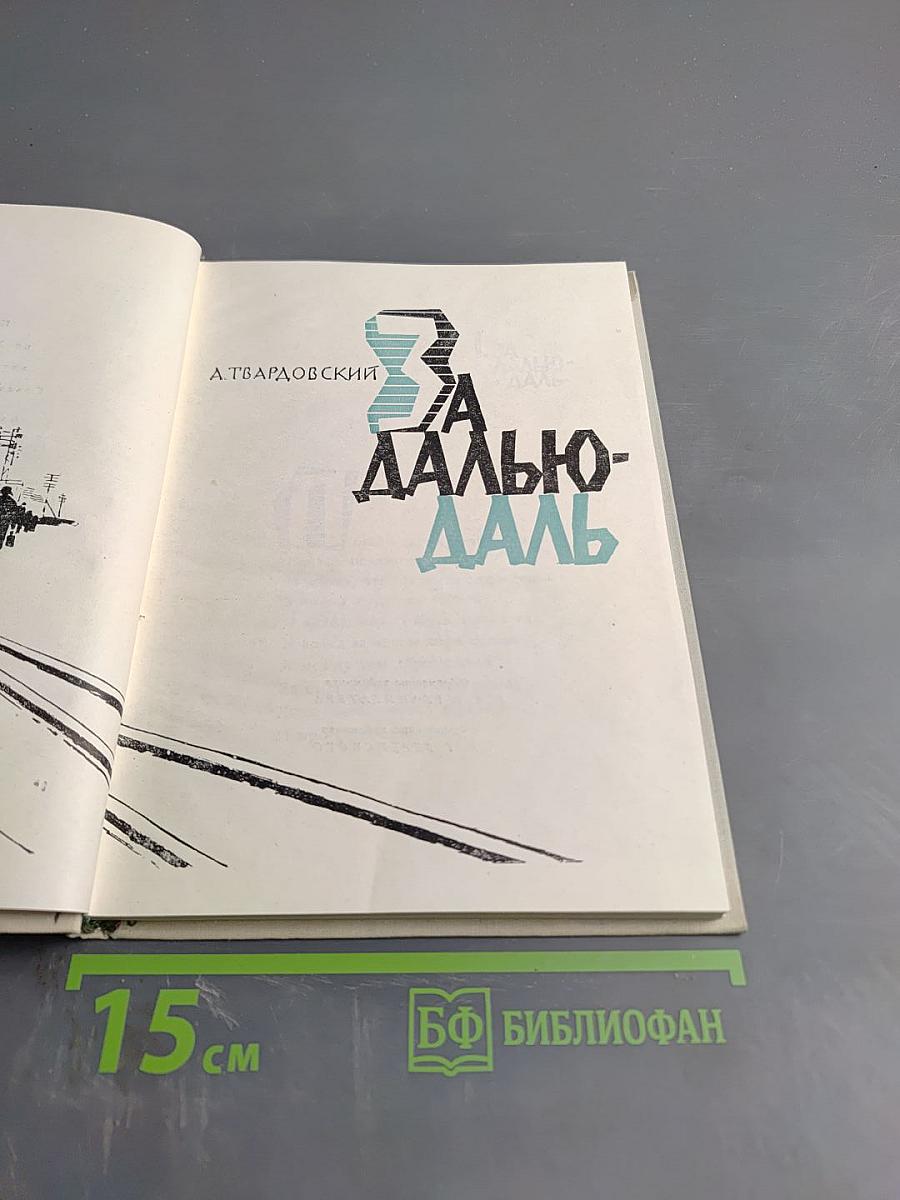 А. ТВАРДОВСКИЙ
ЗА
ДАЛЬЮ-
ДАЛЬ
15 см
БФ БИБЛИОФАН